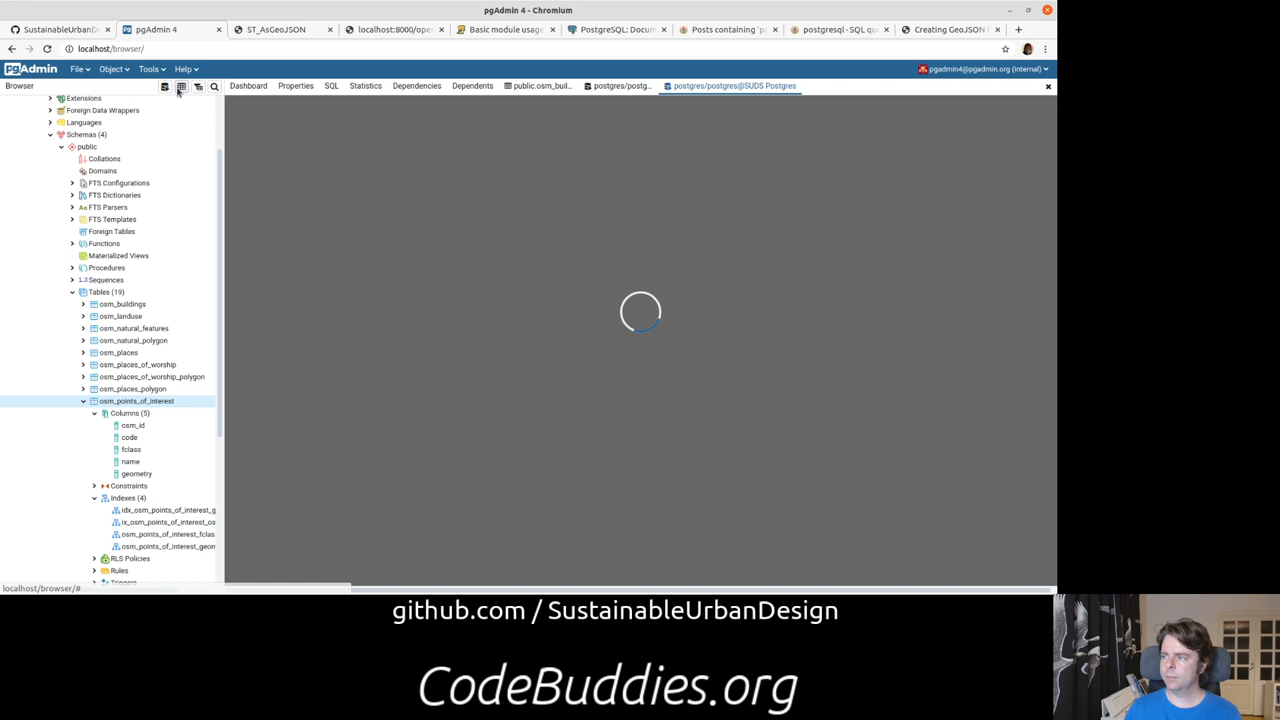 pgAdmin 4 - Chromium
SustainableUrbanDe
pgAdmin 4
ST_AsGeoJSON
localhost:8000/ope
Basic module usage
PostgreSQL: Docum
Posts containing 'po
postgresql - SQL qu
Creating GeoJSON
localhost/browser/
pgAdmin File Object Tools Help
pgadmin4@pgadmin.org (internal)
Browser
Dashboard Properties SQL Statistics Dependencies Dependents public.osm_buil... postgres/postg... postgres/postgres@SUDS Postgres
Extensions
Foreign Data Wrappers
Languages
Schemas (4)
public
Collations
Domains
FTS Configurations
FTS Dictionaries
FTS Parsers
FTS Templates
Foreign Tables
Functions
Materialized Views
Procedures
1..3 Sequences
Tables (19)
osm_buildings
osm_landuse
osm_natural_features
osm_natural_polygon
osm_places
osm_places_of_worship
osm_places_of_worship_polygon
osm_places_polygon
osm_points_of_interest
Columns (5)
osm_id
code
fclass
name
geometry
Constraints
Indexes (4)
idx_osm_points_of_interest_g
ix_osm_points_of_interest_os
osm_points_of_interest_fclas
osm_points_of_interest_geom
RLS Policies
Rules
Triggers
localhost/browser/#
github.com / SustainableUrbanDesign
CodeBuddies.org